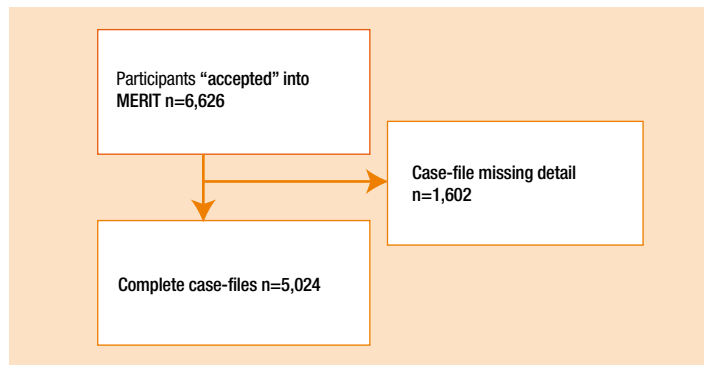 Participants “accepted” into
MERIT n=6,626
Case-file missing detail
n=1,602
Complete case-files n=5,024